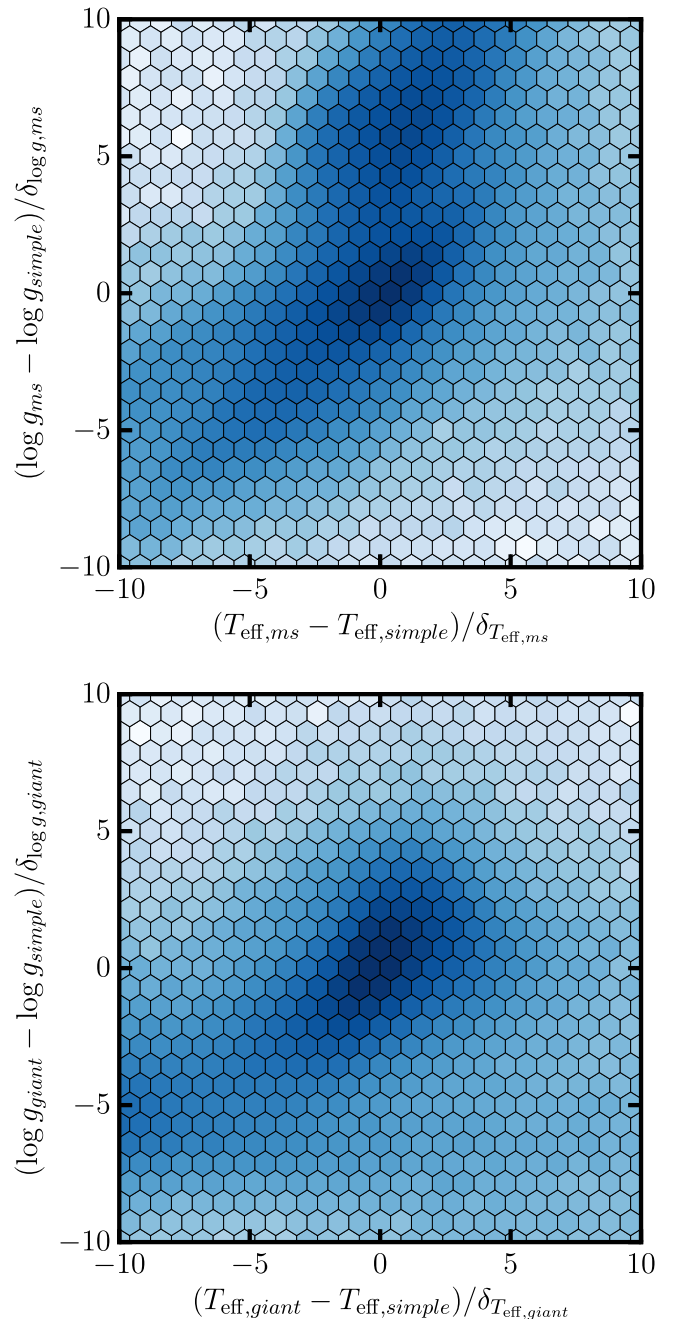 10
5
0
−5
−10
(log g_ms − log g_simple)/δ_log g,ms
−10 −5 0 5 10
(T_eff,ms − T_eff,simple)/δ_T_eff,ms
10
5
0
−5
−10
(log g_giant − log g_simple)/δ_log g,giant
−10 −5 0 5 10
(T_eff,giant − T_eff,simple)/δ_T_eff,giant